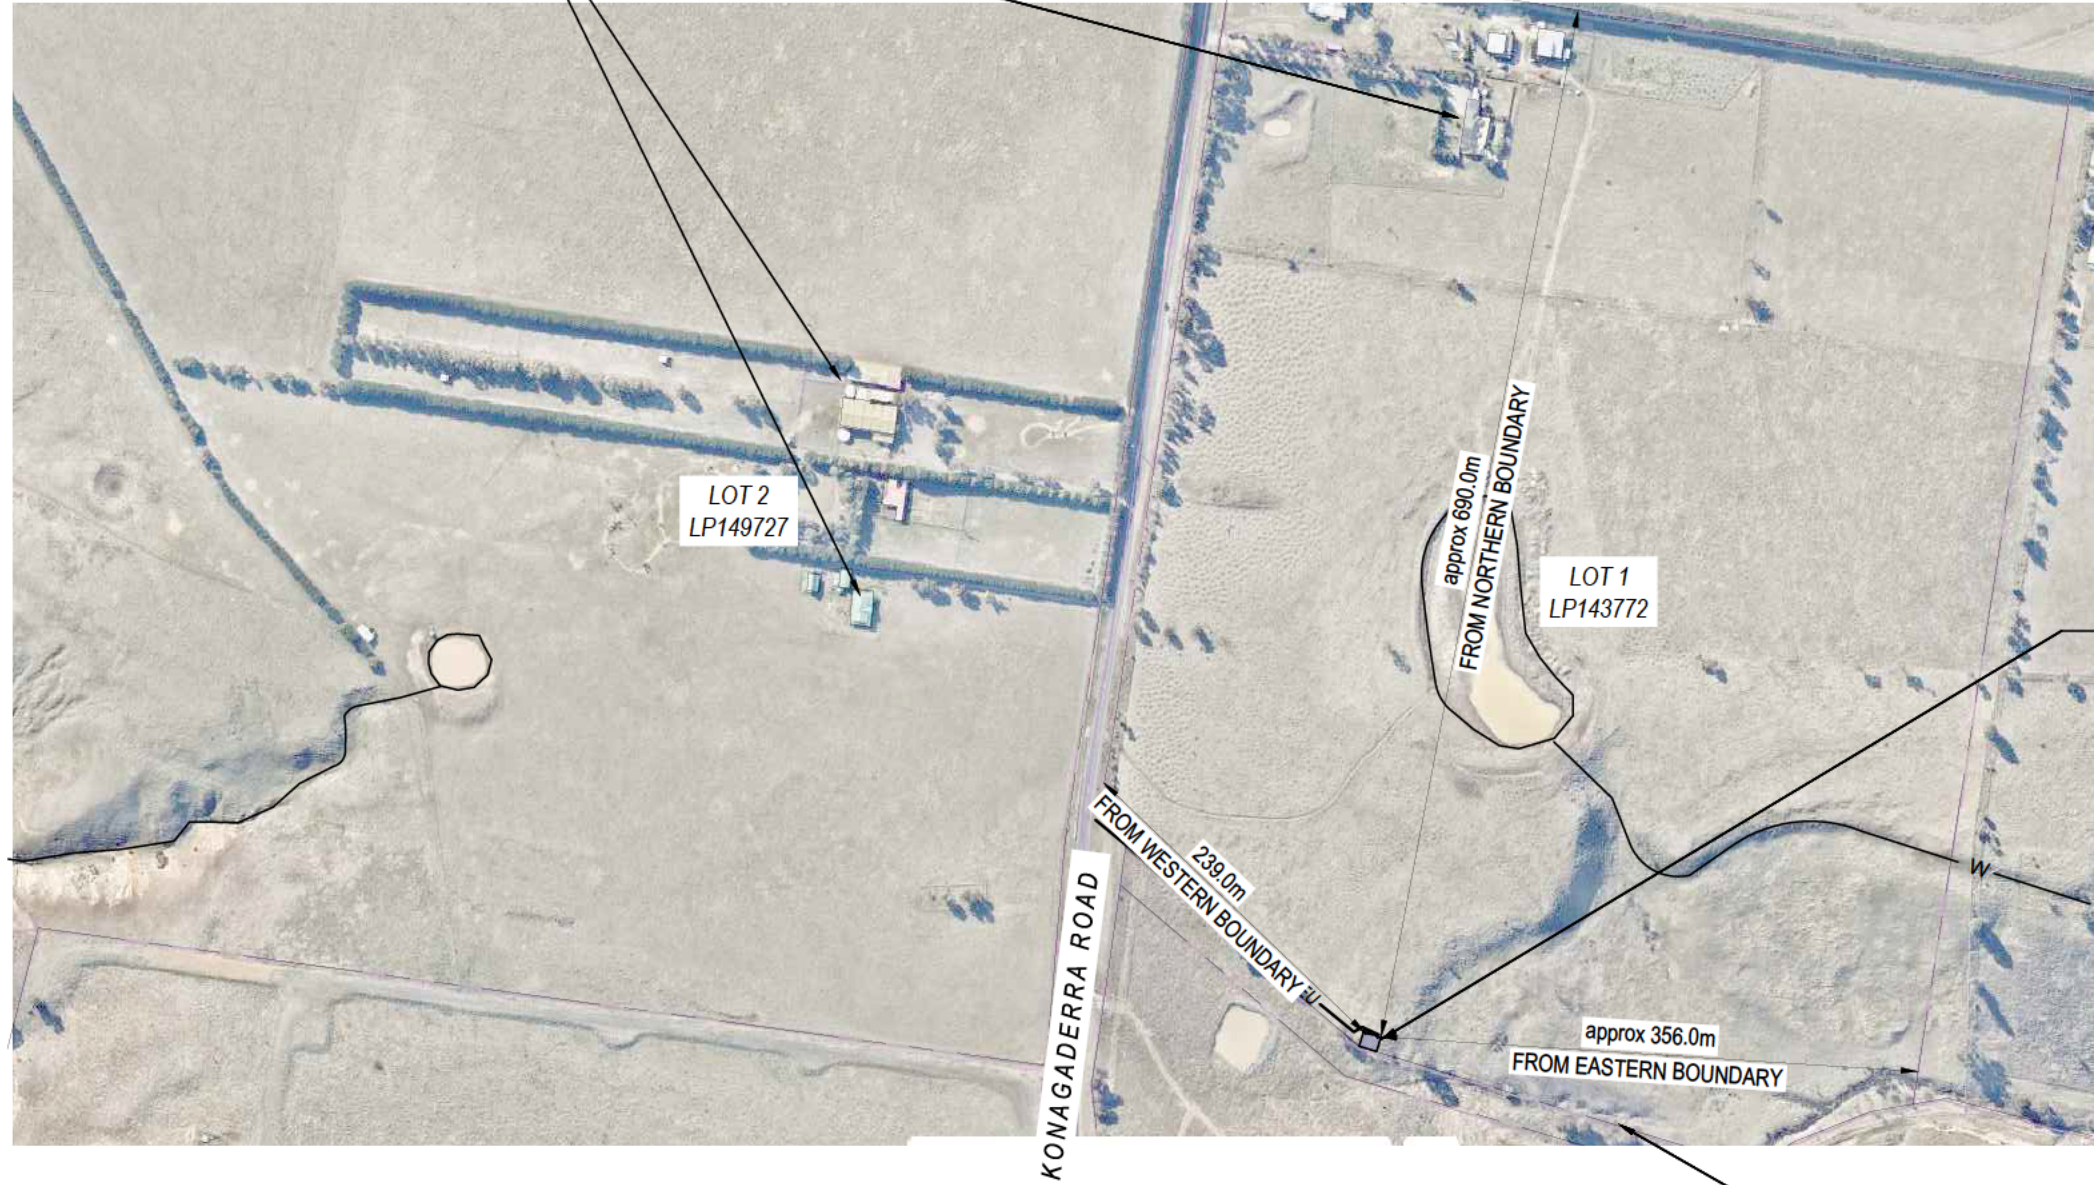 LOT 2
LP149727
approx 690.0m
FROM NORTHERN BOUNDARY
LOT 1
LP143772
239.0m
FROM WESTERN BOUNDARY
KONAGADERRA ROAD
W
approx 356.0m
FROM EASTERN BOUNDARY